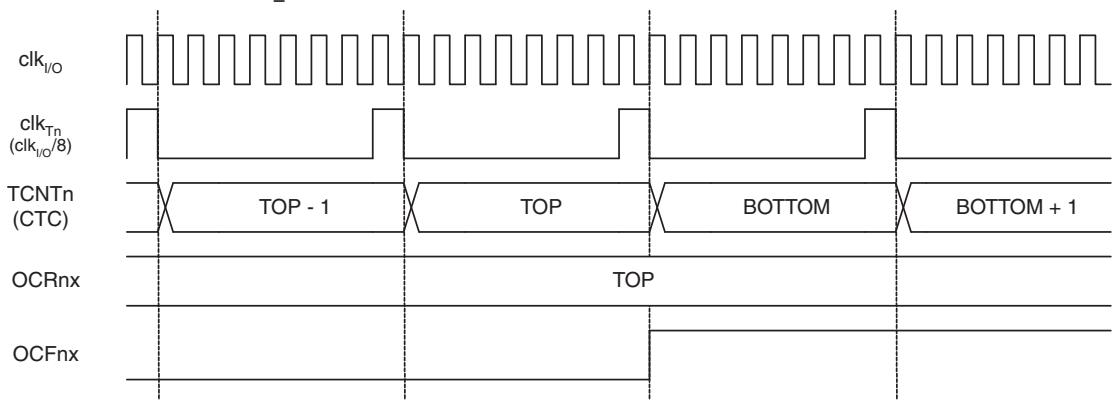 clkI/O
clkTn
(clkI/O/8)
TCNTn
(CTC)
TOP - 1
TOP
BOTTOM
BOTTOM + 1
OCRnx
TOP
OCFnx